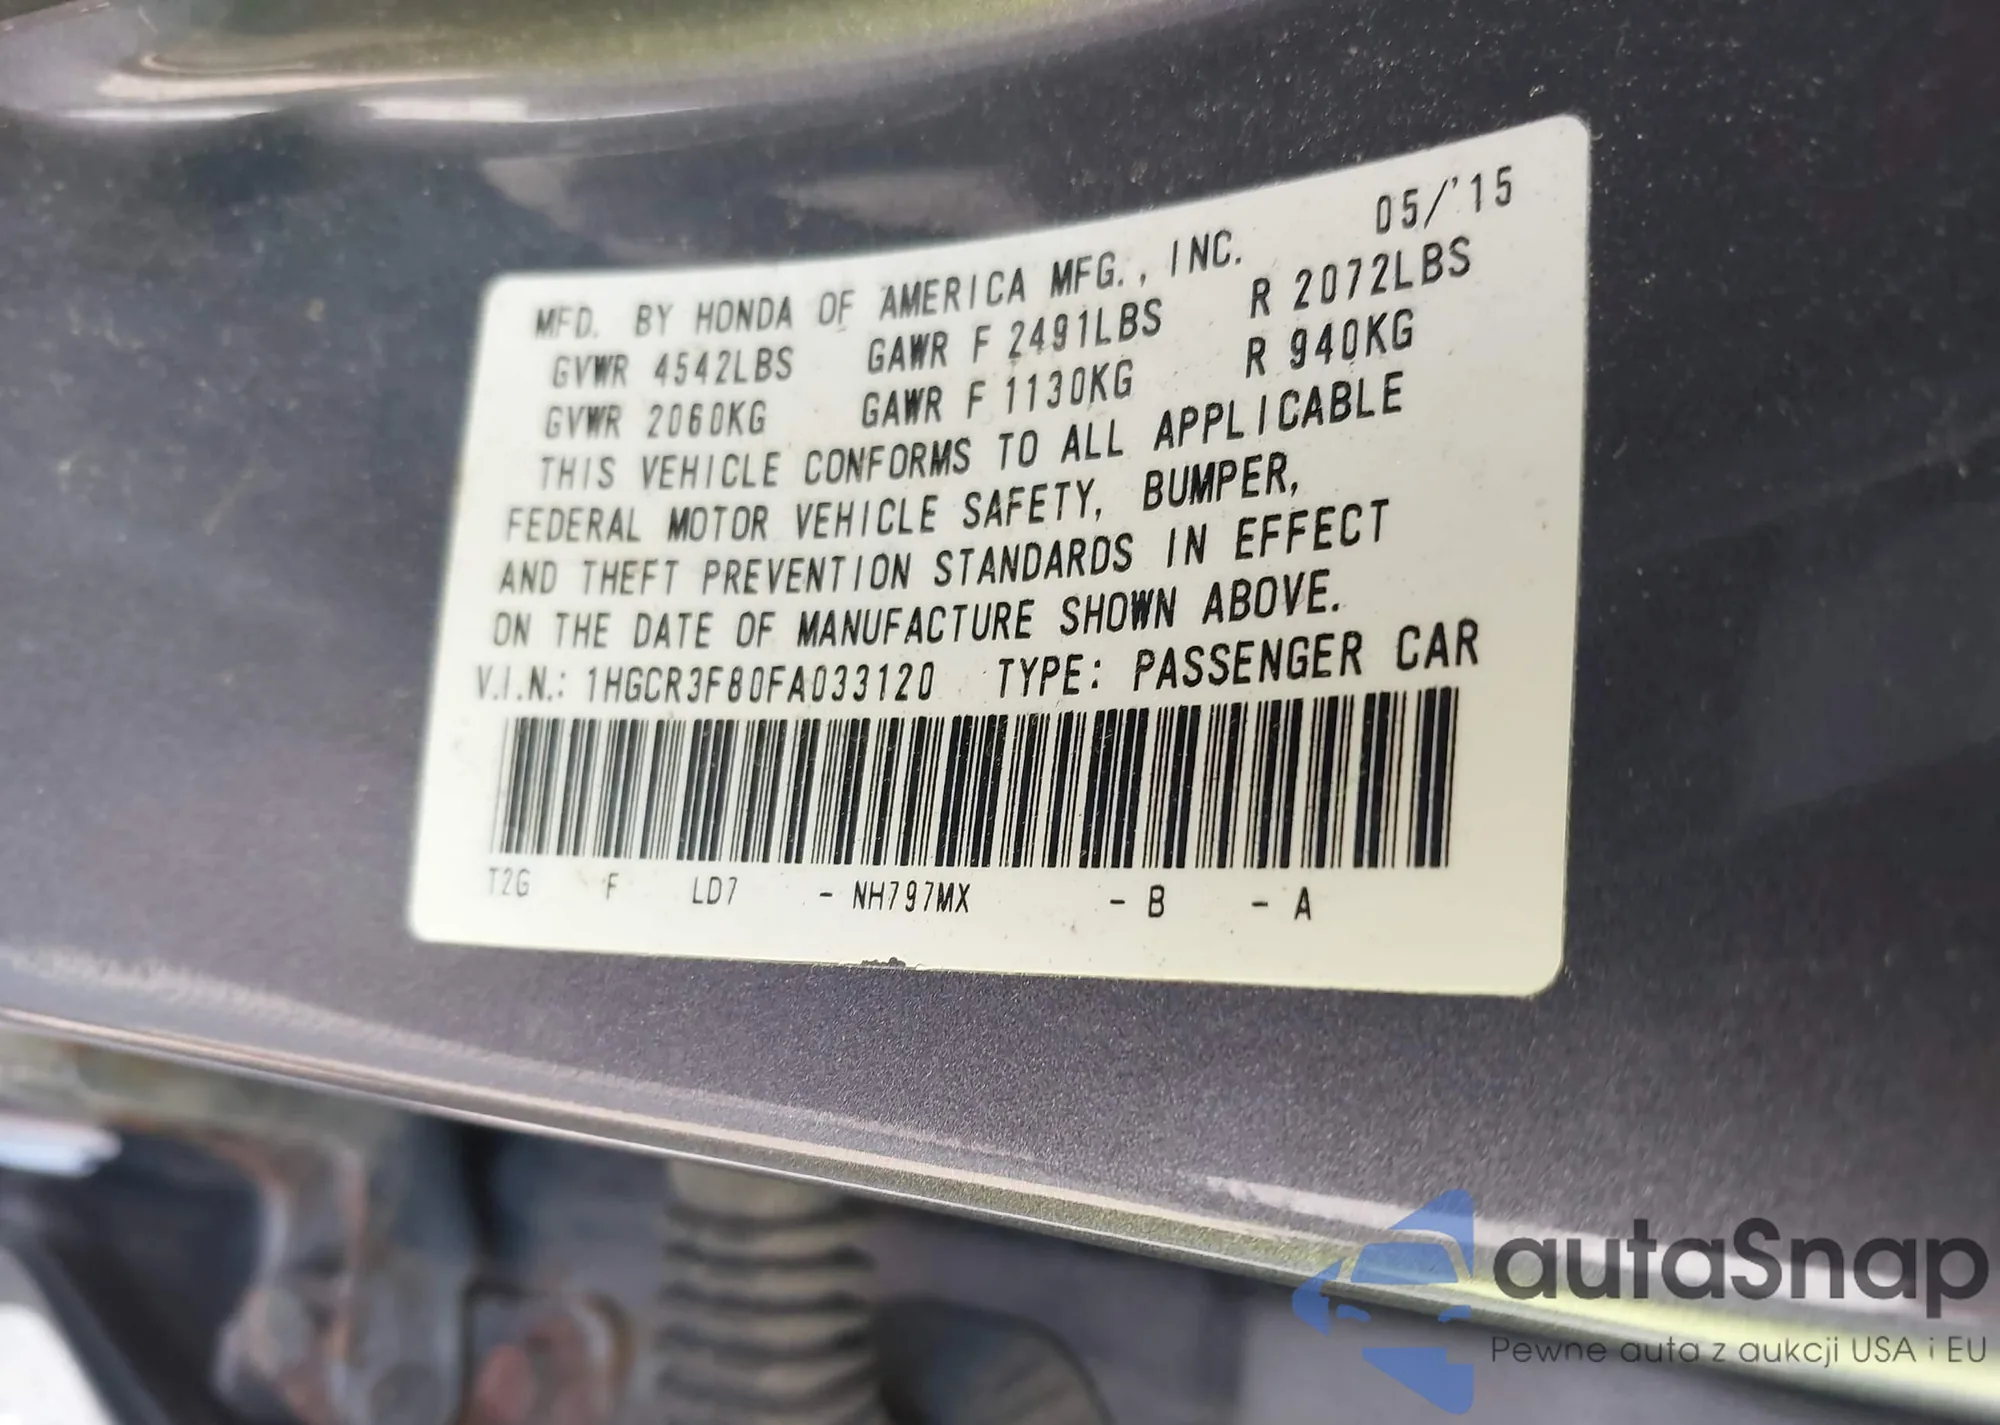 05/'15
MFD. BY HONDA OF AMERICA MFG., INC.
GVWR 4542LBS GAWR F 2491LBS R 2072LBS
GVWR 2060KG GAWR F 1130KG R 940KG
THIS VEHICLE CONFORMS TO ALL APPLICABLE
FEDERAL MOTOR VEHICLE SAFETY, BUMPER,
AND THEFT PREVENTION STANDARDS IN EFFECT
ON THE DATE OF MANUFACTURE SHOWN ABOVE.
V.I.N.: 1HGCR3F80FA033120 TYPE: PASSENGER CAR
T2G F LD7 - NH797MX - B - A
autaSnap
Pewne auta z aukcji USA i EU